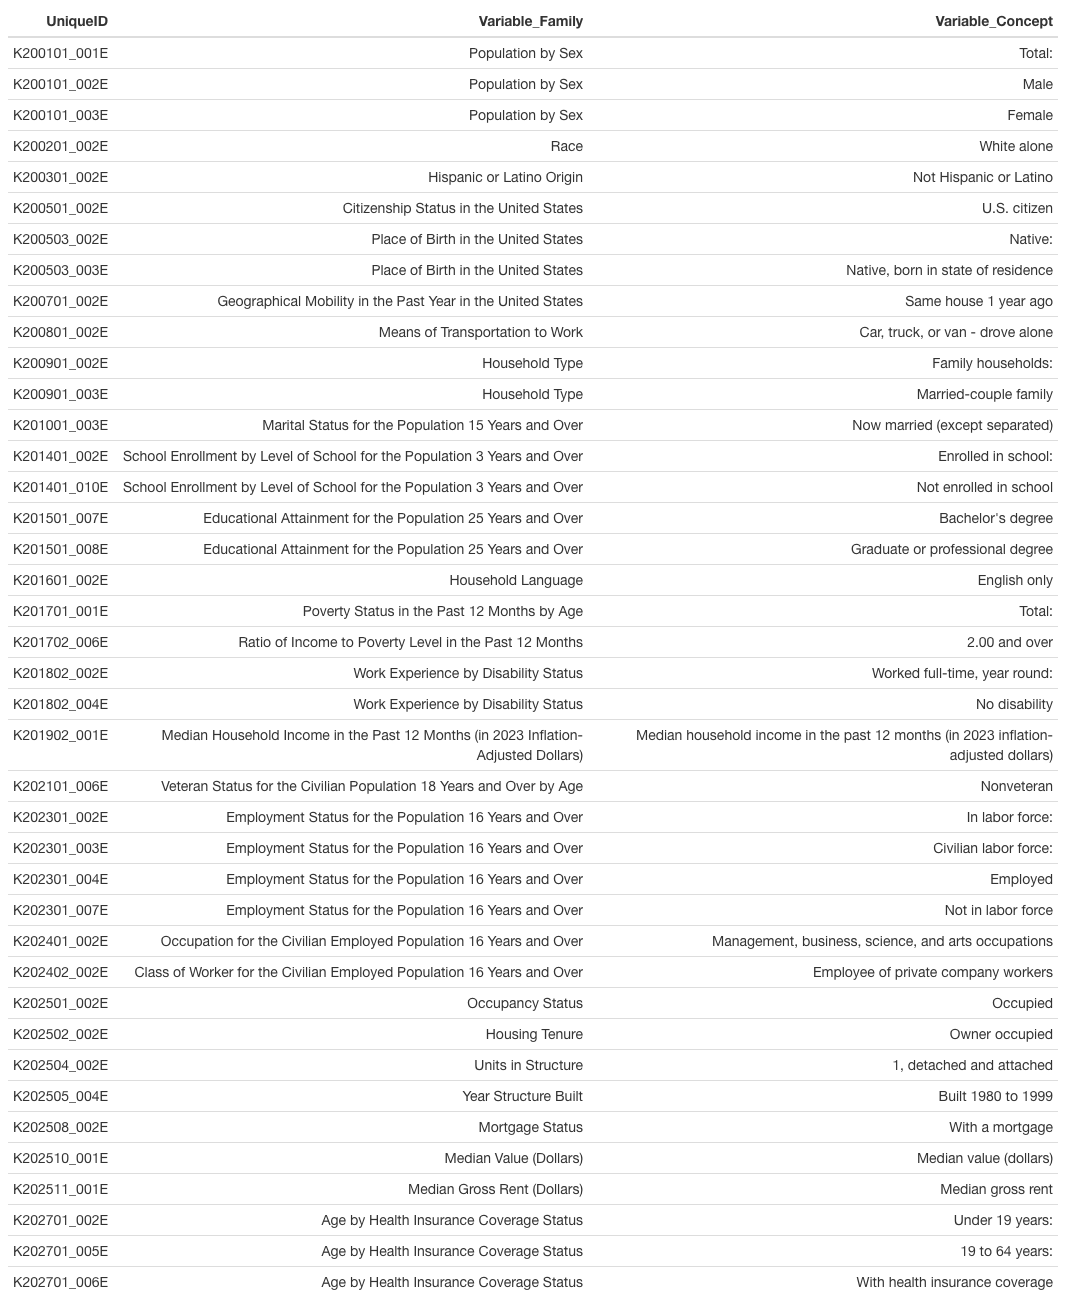 UniqueID Variable_Family Variable_Concept
K200101_001E Population by Sex Total:
K200101_002E Population by Sex Male
K200101_003E Population by Sex Female
K200201_002E Race White alone
K200301_002E Hispanic or Latino Origin Not Hispanic or Latino
K200501_002E Citizenship Status in the United States U.S. citizen
K200503_002E Place of Birth in the United States Native:
K200503_003E Place of Birth in the United States Native, born in state of residence
K200701_002E Geographical Mobility in the Past Year in the United States Same house 1 year ago
K200801_002E Means of Transportation to Work Car, truck, or van - drove alone
K200901_002E Household Type Family households:
K200901_003E Household Type Married-couple family
K201001_003E Marital Status for the Population 15 Years and Over Now married (except separated)
K201401_002E School Enrollment by Level of School for the Population 3 Years and Over Enrolled in school:
K201401_010E School Enrollment by Level of School for the Population 3 Years and Over Not enrolled in school
K201501_007E Educational Attainment for the Population 25 Years and Over Bachelor's degree
K201501_008E Educational Attainment for the Population 25 Years and Over Graduate or professional degree
K201601_002E Household Language English only
K201701_001E Poverty Status in the Past 12 Months by Age Total:
K201702_006E Ratio of Income to Poverty Level in the Past 12 Months 2.00 and over
K201802_002E Work Experience by Disability Status Worked full-time, year round:
K201802_004E Work Experience by Disability Status No disability
K201902_001E Median Household Income in the Past 12 Months (in 2023 Inflation- Median household income in the past 12 months (in 2023 inflation-
Adjusted Dollars) adjusted dollars)
K202101_006E Veteran Status for the Civilian Population 18 Years and Over by Age Nonveteran
K202301_002E Employment Status for the Population 16 Years and Over In labor force:
K202301_003E Employment Status for the Population 16 Years and Over Civilian labor force:
K202301_004E Employment Status for the Population 16 Years and Over Employed
K202301_007E Employment Status for the Population 16 Years and Over Not in labor force
K202401_002E Occupation for the Civilian Employed Population 16 Years and Over Management, business, science, and arts occupations
K202402_002E Class of Worker for the Civilian Employed Population 16 Years and Over Employee of private company workers
K202501_002E Occupancy Status Occupied
K202502_002E Housing Tenure Owner occupied
K202504_002E Units in Structure 1, detached and attached
K202505_004E Year Structure Built Built 1980 to 1999
K202508_002E Mortgage Status With a mortgage
K202510_001E Median Value (Dollars) Median value (dollars)
K202511_001E Median Gross Rent (Dollars) Median gross rent
K202701_002E Age by Health Insurance Coverage Status Under 19 years:
K202701_005E Age by Health Insurance Coverage Status 19 to 64 years:
K202701_006E Age by Health Insurance Coverage Status With health insurance coverage